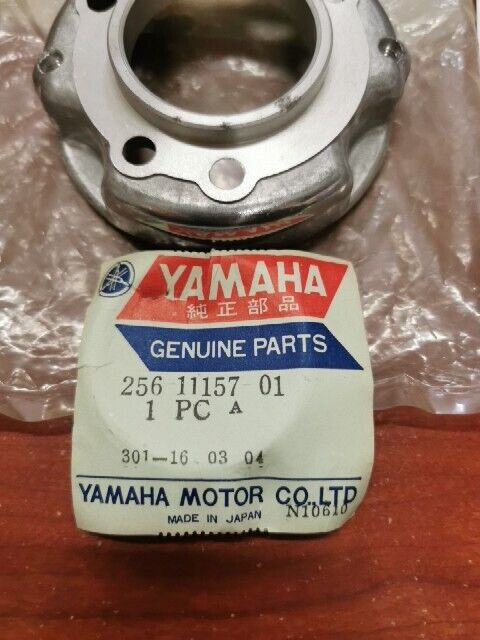 YAMAHA
純正部品
GENUINE PARTS
256 11157 01
1 PC A
301-16 03 04
YAMAHA MOTOR CO.,LTD
MADE IN JAPAN
N10610